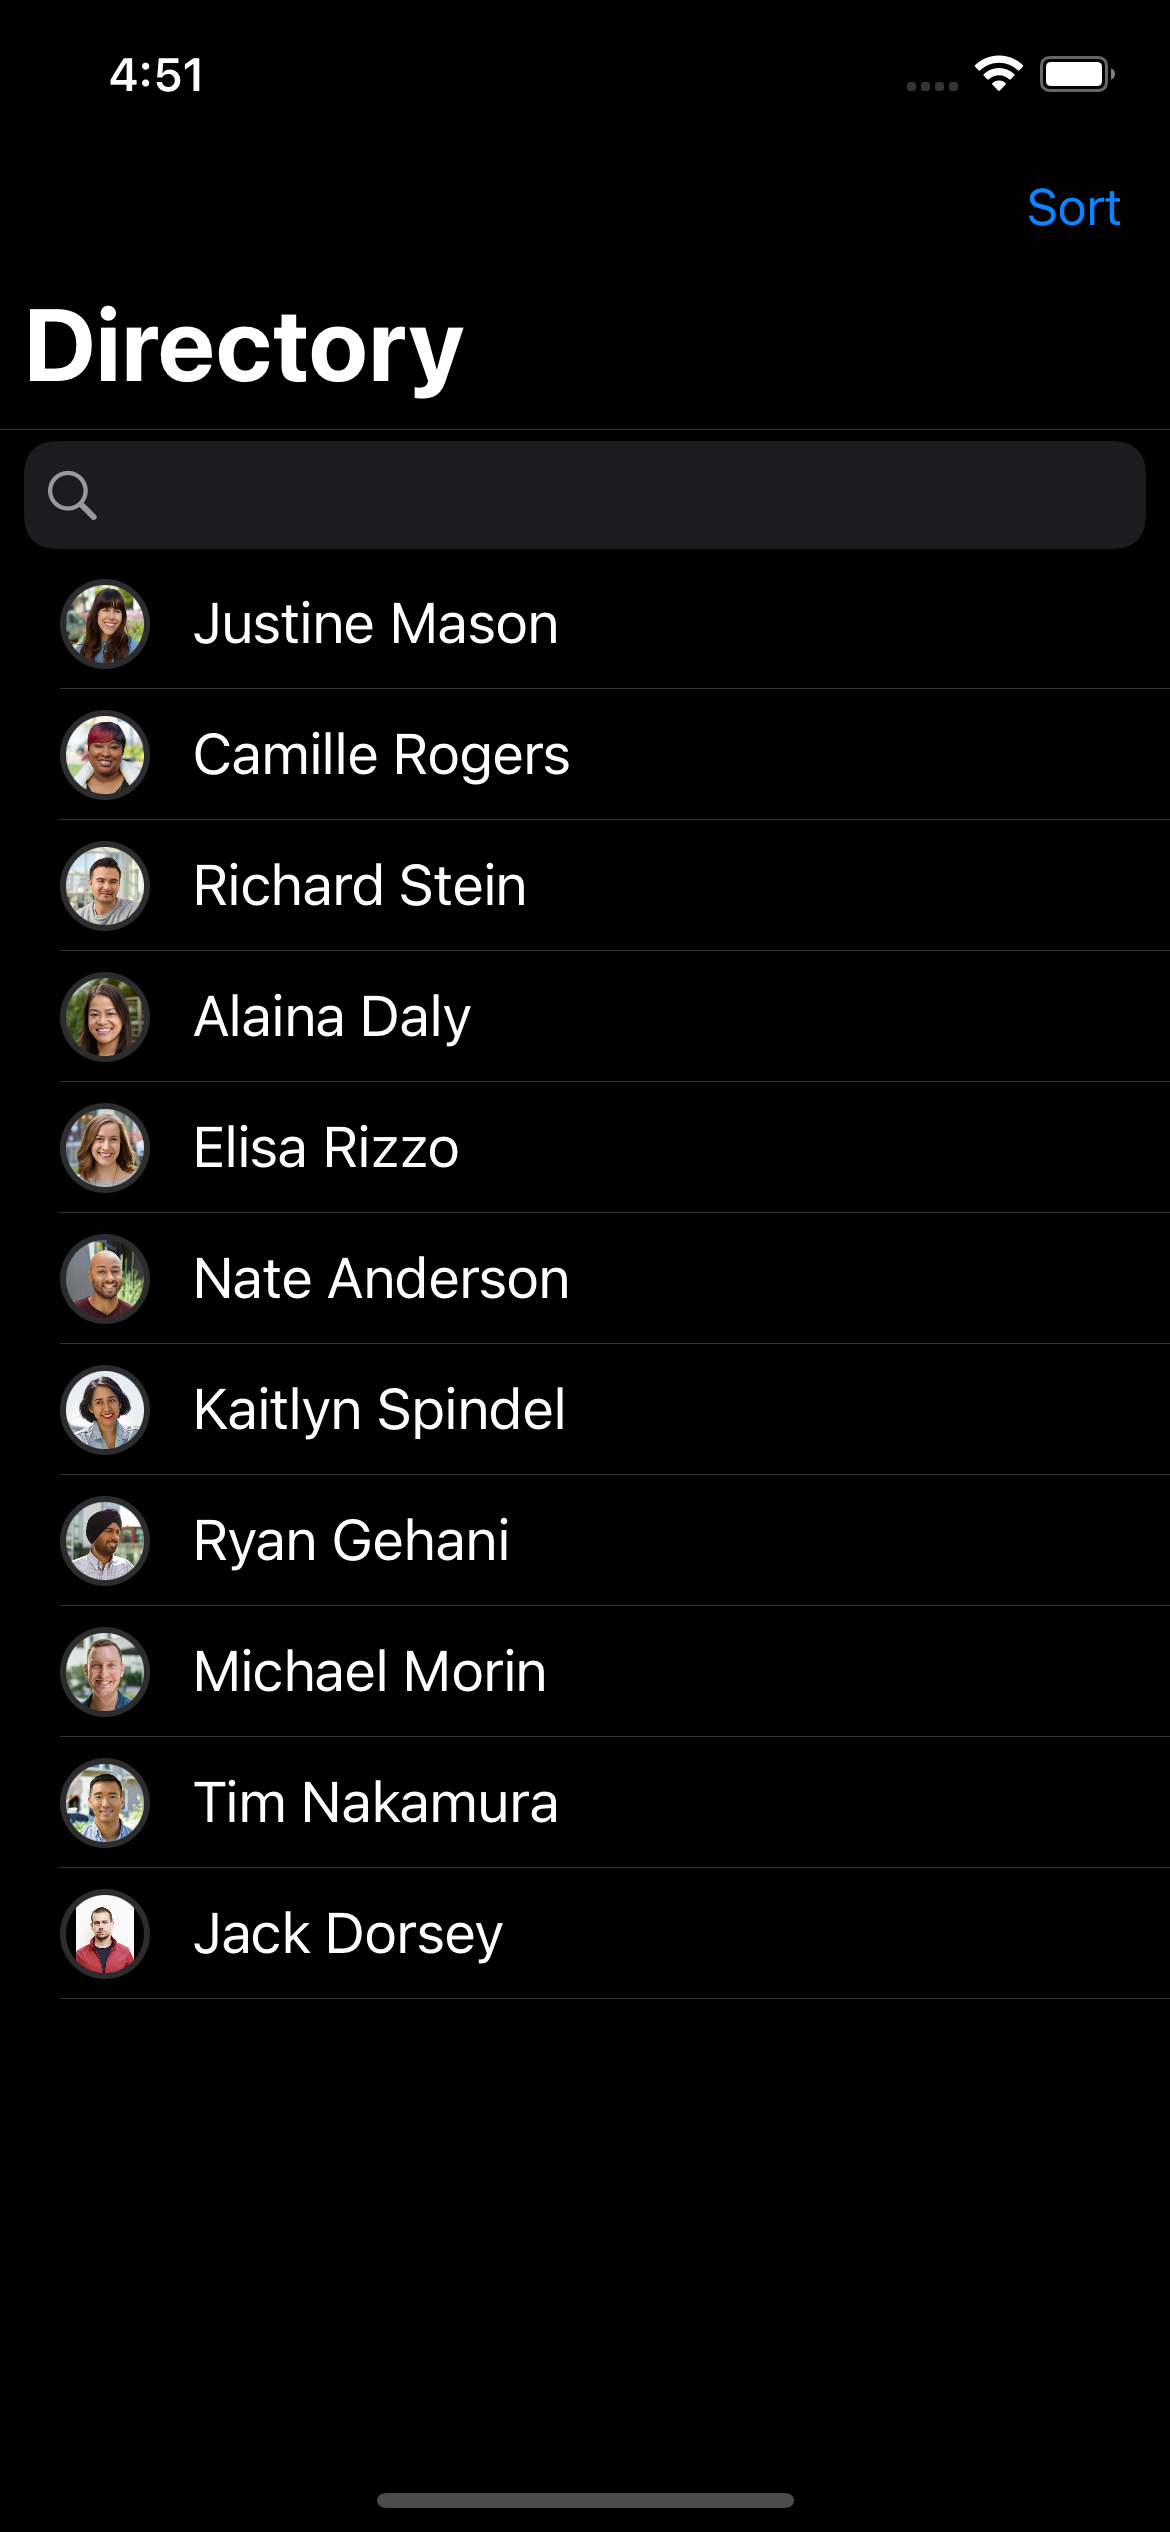 4:51
Sort
Directory
Justine Mason
Camille Rogers
Richard Stein
Alaina Daly
Elisa Rizzo
Nate Anderson
Kaitlyn Spindel
Ryan Gehani
Michael Morin
Tim Nakamura
Jack Dorsey